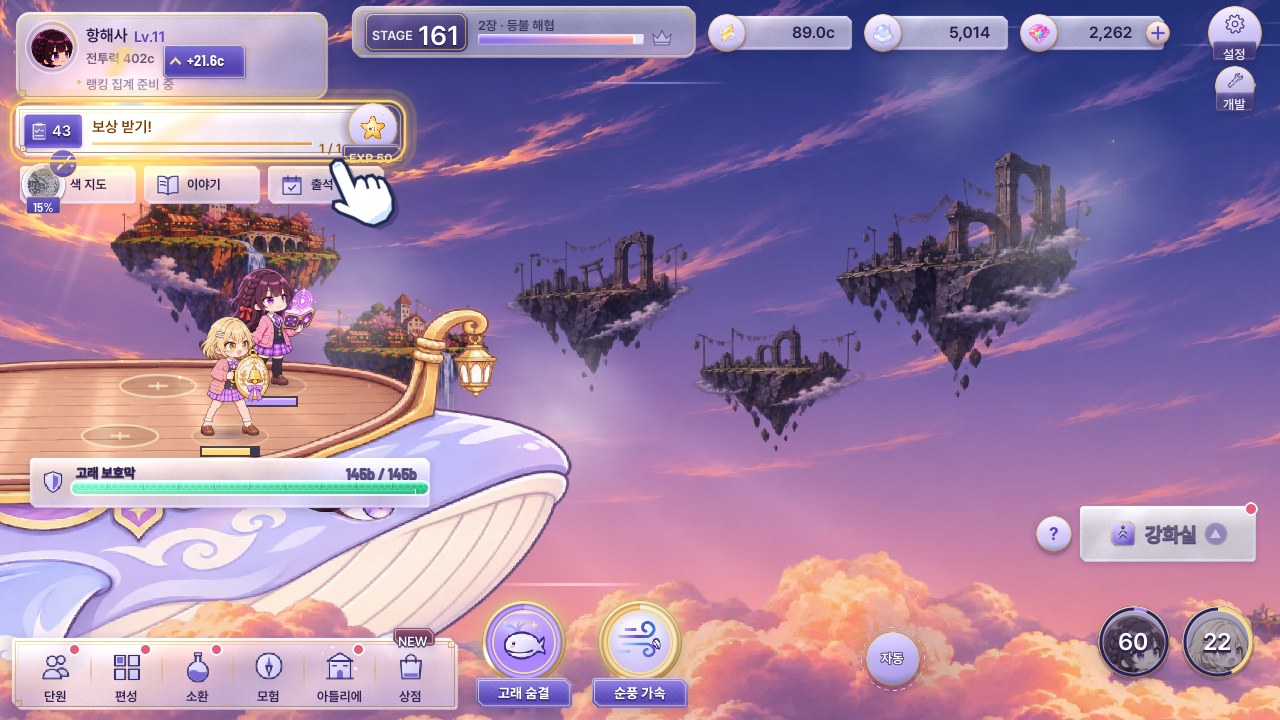 항해사 Lv.11
전투력 402c
+21.6c
* 랭킹 집계 준비 중
STAGE 161
2장 · 등불 해협
89.0c
5,014
2,262
설정
개발
43
보상 받기!
1 / 1
EXP 50
색 지도
15%
이야기
출석
고래 보호막
145b / 145b
?
강화실
단원
편성
소환
모험
아틀리에
NEW
상점
고래 숨결
순풍 가속
자동
60
22